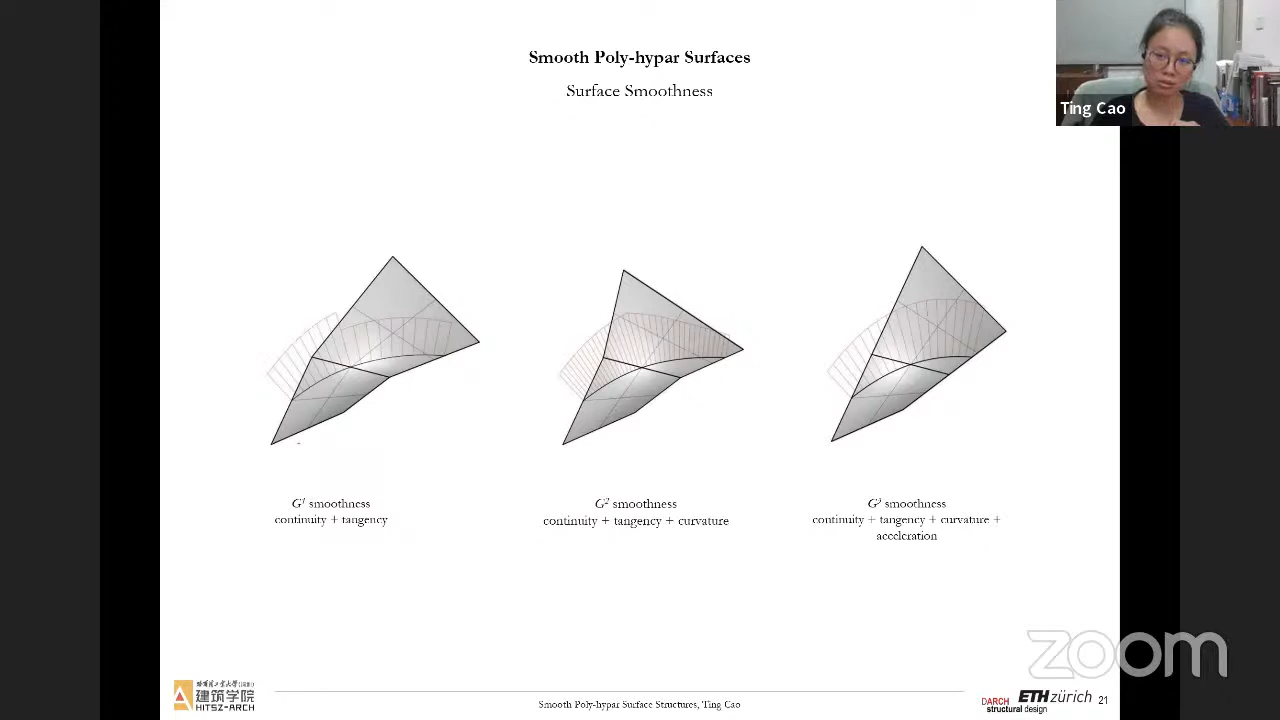 Smooth Poly-hypar Surfaces
Surface Smoothness
Ting Cao
G¹ smoothness
continuity + tangency
G² smoothness
continuity + tangency + curvature
G³ smoothness
continuity + tangency + curvature +
acceleration
zoom
建筑学院
HITSZ-ARCH
Smooth Poly-hypar Surface Structures, Ting Cao
DARCH
structural design
ETH zürich
21